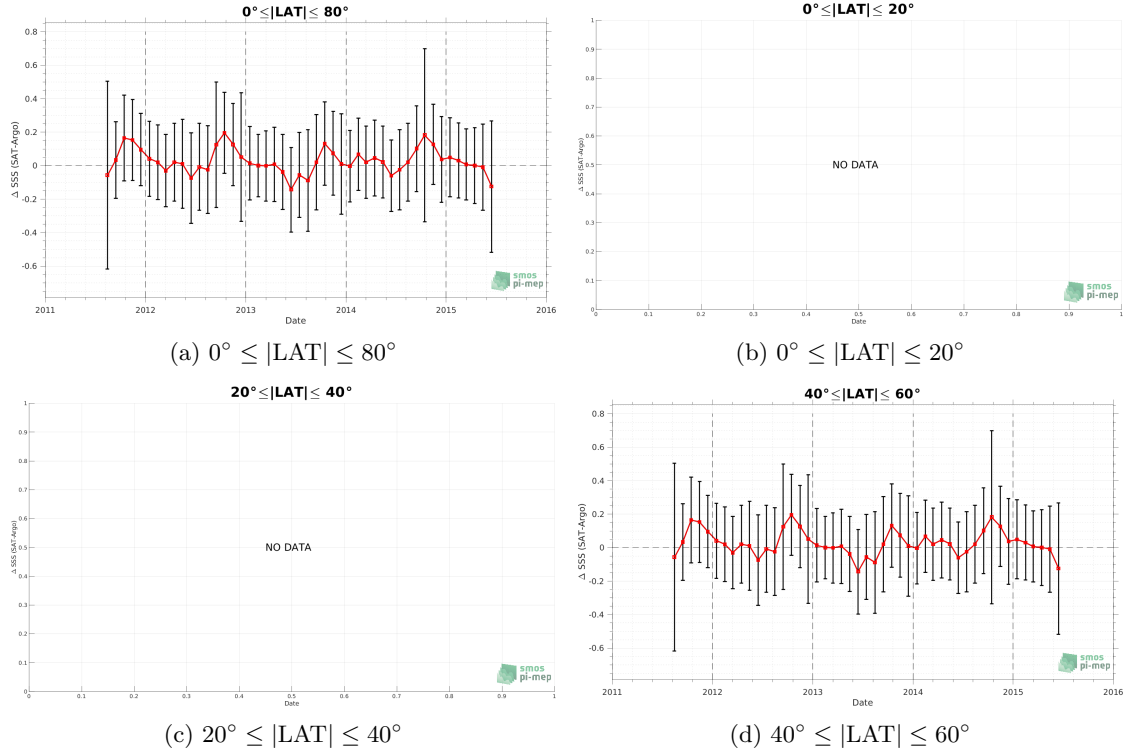 0°≤|LAT|≤ 80°
Δ SSS (SAT-Argo)
0.8
0.6
0.4
0.2
0
-0.2
-0.4
-0.6
2011
2012
2013
2014
2015
2016
Date
smos
pi-mep
(a) 0° ≤ |LAT| ≤ 80°
0°≤|LAT|≤ 20°
Δ SSS (SAT-Argo)
1
0.9
0.8
0.7
0.6
0.5
0.4
0.3
0.2
0.1
0
NO DATA
0
0.1
0.2
0.3
0.4
0.5
0.6
0.7
0.8
0.9
1
Date
smos
pi-mep
(b) 0° ≤ |LAT| ≤ 20°
20°≤|LAT|≤ 40°
Δ SSS (SAT-Argo)
1
0.9
0.8
0.7
0.6
0.5
0.4
0.3
0.2
0.1
0
NO DATA
0
0.1
0.2
0.3
0.4
0.5
0.6
0.7
0.8
0.9
1
Date
smos
pi-mep
(c) 20° ≤ |LAT| ≤ 40°
40°≤|LAT|≤ 60°
Δ SSS (SAT-Argo)
0.8
0.6
0.4
0.2
0
-0.2
-0.4
-0.6
2011
2012
2013
2014
2015
2016
Date
smos
pi-mep
(d) 40° ≤ |LAT| ≤ 60°